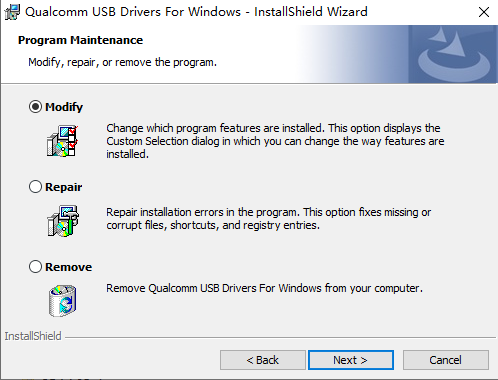 Qualcomm USB Drivers For Windows - InstallShield Wizard
Program Maintenance
Modify, repair, or remove the program.
Modify
Change which program features are installed. This option displays the
Custom Selection dialog in which you can change the way features are
installed.
Repair
Repair installation errors in the program. This option fixes missing or
corrupt files, shortcuts, and registry entries.
Remove
Remove Qualcomm USB Drivers For Windows from your computer.
InstallShield
< Back
Next >
Cancel